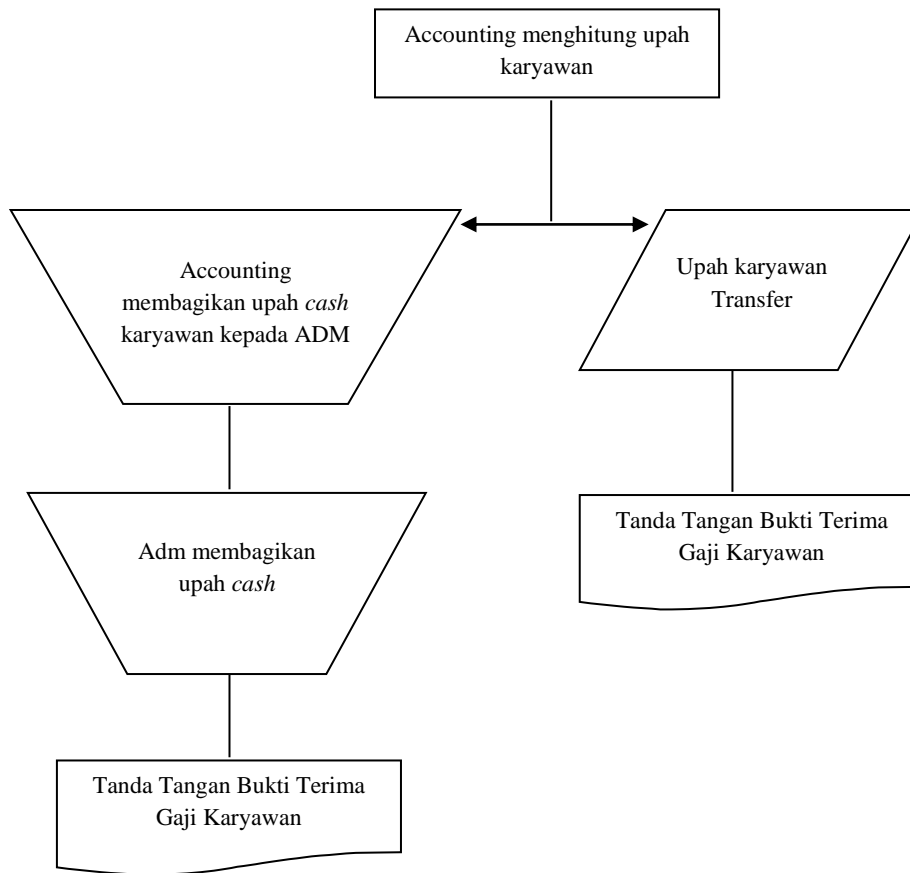 Accounting menghitung upah
karyawan
Accounting
membagikan upah cash
karyawan kepada ADM
Upah karyawan
Transfer
Adm membagikan
upah cash
Tanda Tangan Bukti Terima
Gaji Karyawan
Tanda Tangan Bukti Terima
Gaji Karyawan